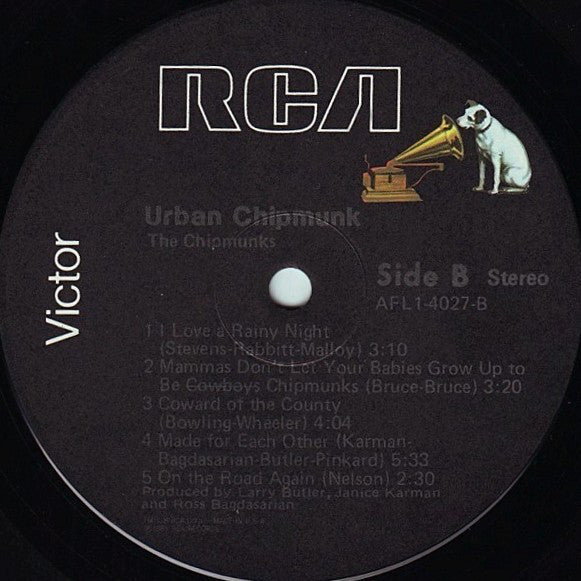 RCA
Victor
Urban Chipmunk
The Chipmunks
Side B Stereo
AFL1-4027-B
1 I Love a Rainy Night
(Stevens-Rabbitt-Malloy) 3:10
2 Mammas Don't Let Your Babies Grow Up to
Be Cowboys Chipmunks (Bruce-Bruce) 3:20
3 Coward of the County
(Bowling-Wheeler) 4:04
4 Made for Each Other (Karman-
Bagdasarian-Butler-Pinkard) 5:33
5 On the Road Again (Nelson) 2:30
Produced by Larry Butler, Janice Karman
and Ross Bagdasarian